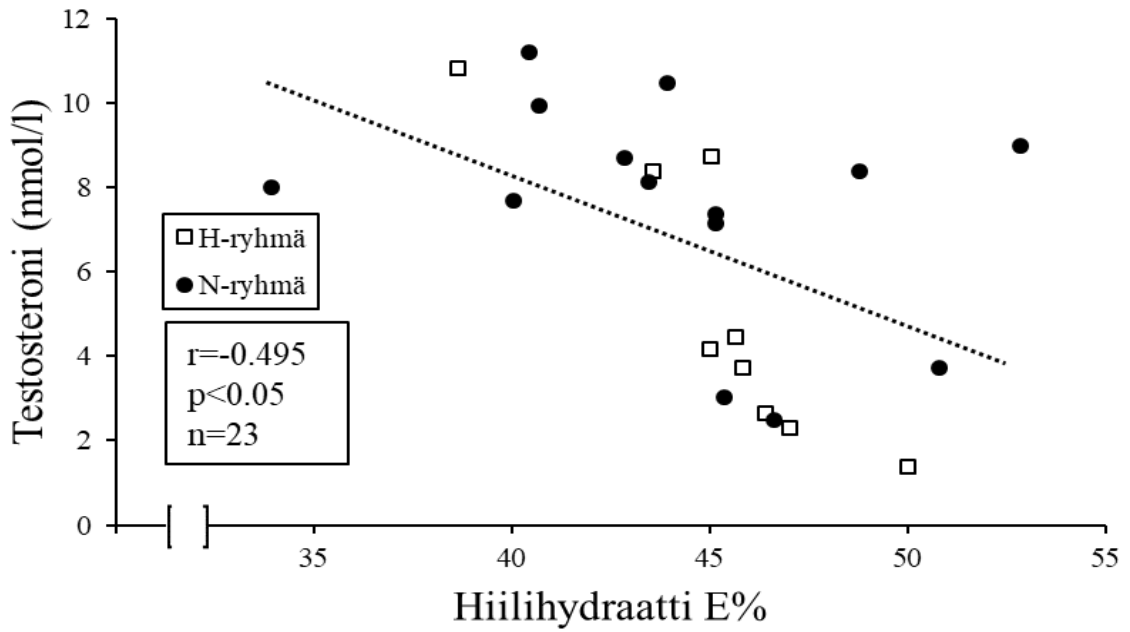 12
10
8
6
4
2
0
Testosteroni (nmol/l)
H-ryhmä
N-ryhmä
r=-0.495
p<0.05
n=23
35 40 45 50 55
Hiilihydraatti E%